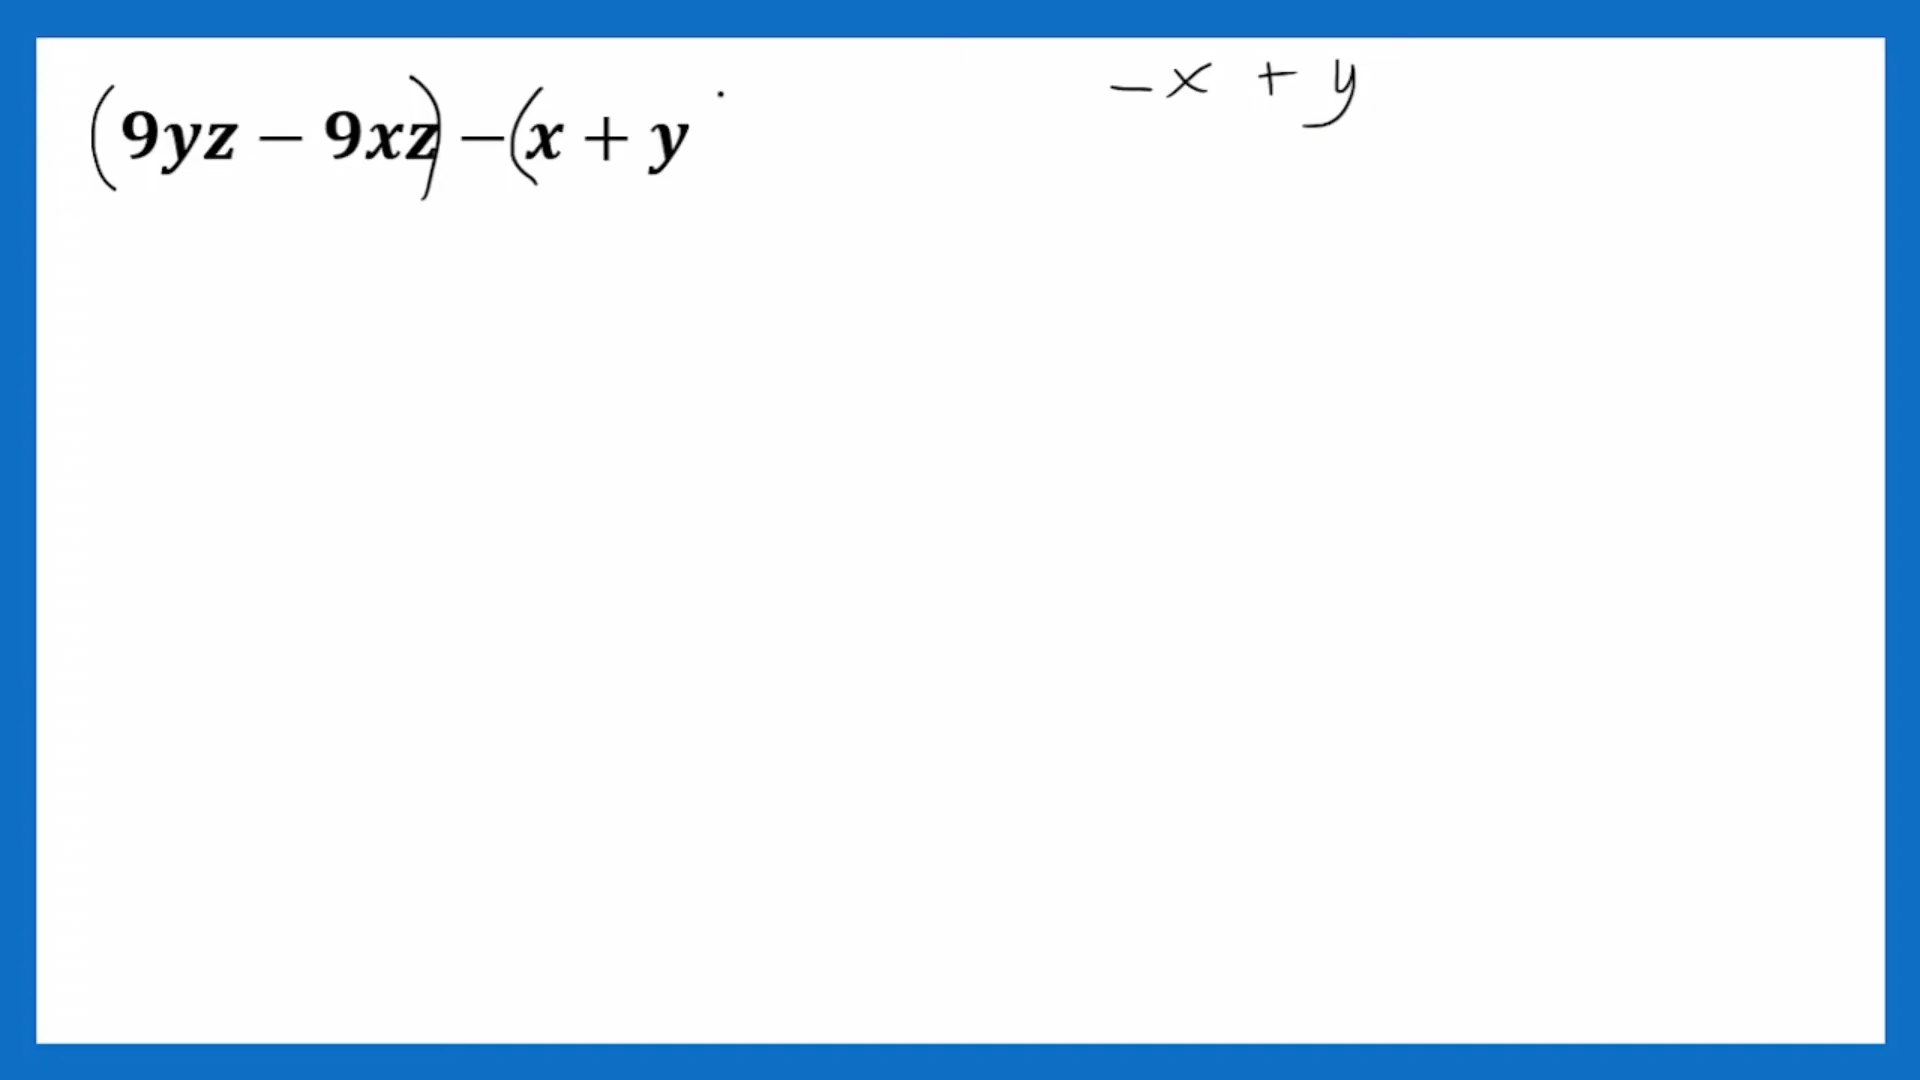 (9yz − 9xz) −(x + y
−x + y